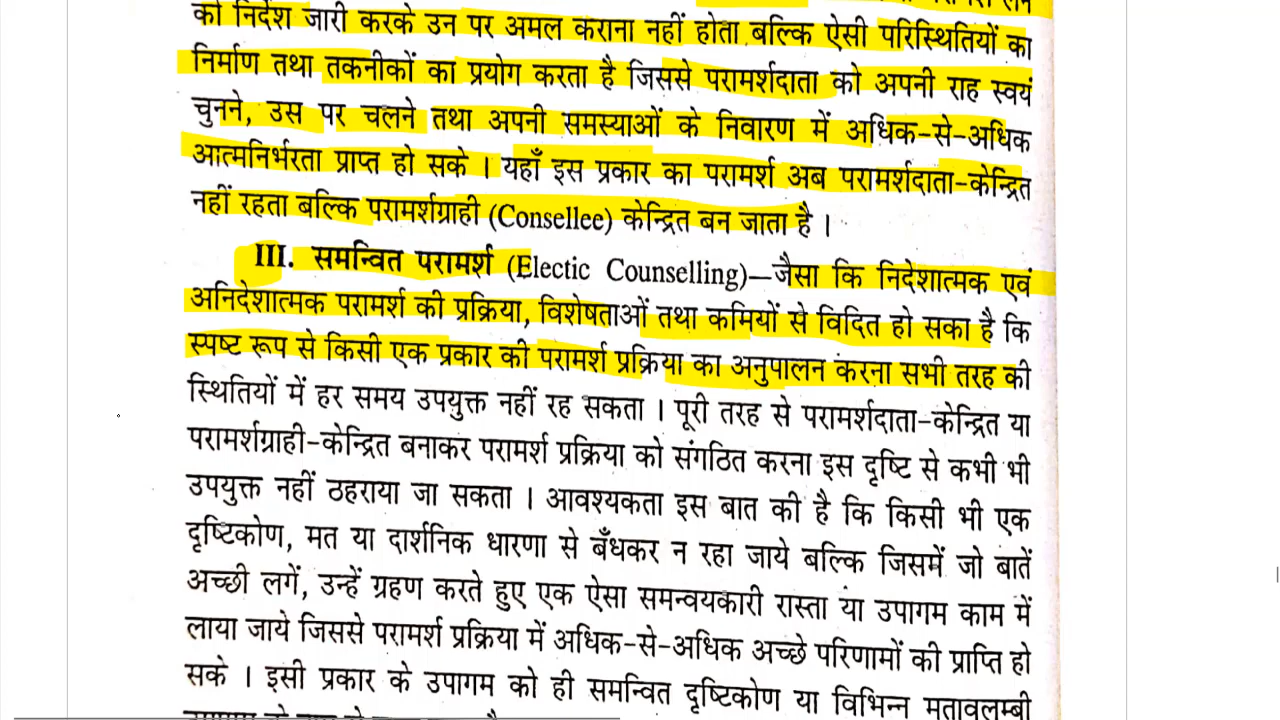 को निर्देश जारी करके उन पर अमल कराना नहीं होता बल्कि ऐसी परिस्थितियों का
निर्माण तथा तकनीकों का प्रयोग करता है जिससे परामर्शदाता को अपनी राह स्वयं
चुनने, उस पर चलने तथा अपनी समस्याओं के निवारण में अधिक-से-अधिक
आत्मनिर्भरता प्राप्त हो सके । यहाँ इस प्रकार का परामर्श अब परामर्शदाता-केन्द्रित
नहीं रहता बल्कि परामर्शग्राही (Consellee) केन्द्रित बन जाता है ।
III. समन्वित परामर्श (Electic Counselling)—जैसा कि निदेशात्मक एवं
अनिदेशात्मक परामर्श की प्रक्रिया, विशेषताओं तथा कमियों से विदित हो सका है कि
स्पष्ट रूप से किसी एक प्रकार की परामर्श प्रक्रिया का अनुपालन करना सभी तरह की
स्थितियों में हर समय उपयुक्त नहीं रह सकता । पूरी तरह से परामर्शदाता-केन्द्रित या
परामर्शग्राही-केन्द्रित बनाकर परामर्श प्रक्रिया को संगठित करना इस दृष्टि से कभी भी
उपयुक्त नहीं ठहराया जा सकता । आवश्यकता इस बात की है कि किसी भी एक
दृष्टिकोण, मत या दार्शनिक धारणा से बँधकर न रहा जाये बल्कि जिसमें जो बातें
अच्छी लगें, उन्हें ग्रहण करते हुए एक ऐसा समन्वयकारी रास्ता या उपागम काम में
लाया जाये जिससे परामर्श प्रक्रिया में अधिक-से-अधिक अच्छे परिणामों की प्राप्ति हो
सके । इसी प्रकार के उपागम को ही समन्वित दृष्टिकोण या विभिन्न मतावलम्बी